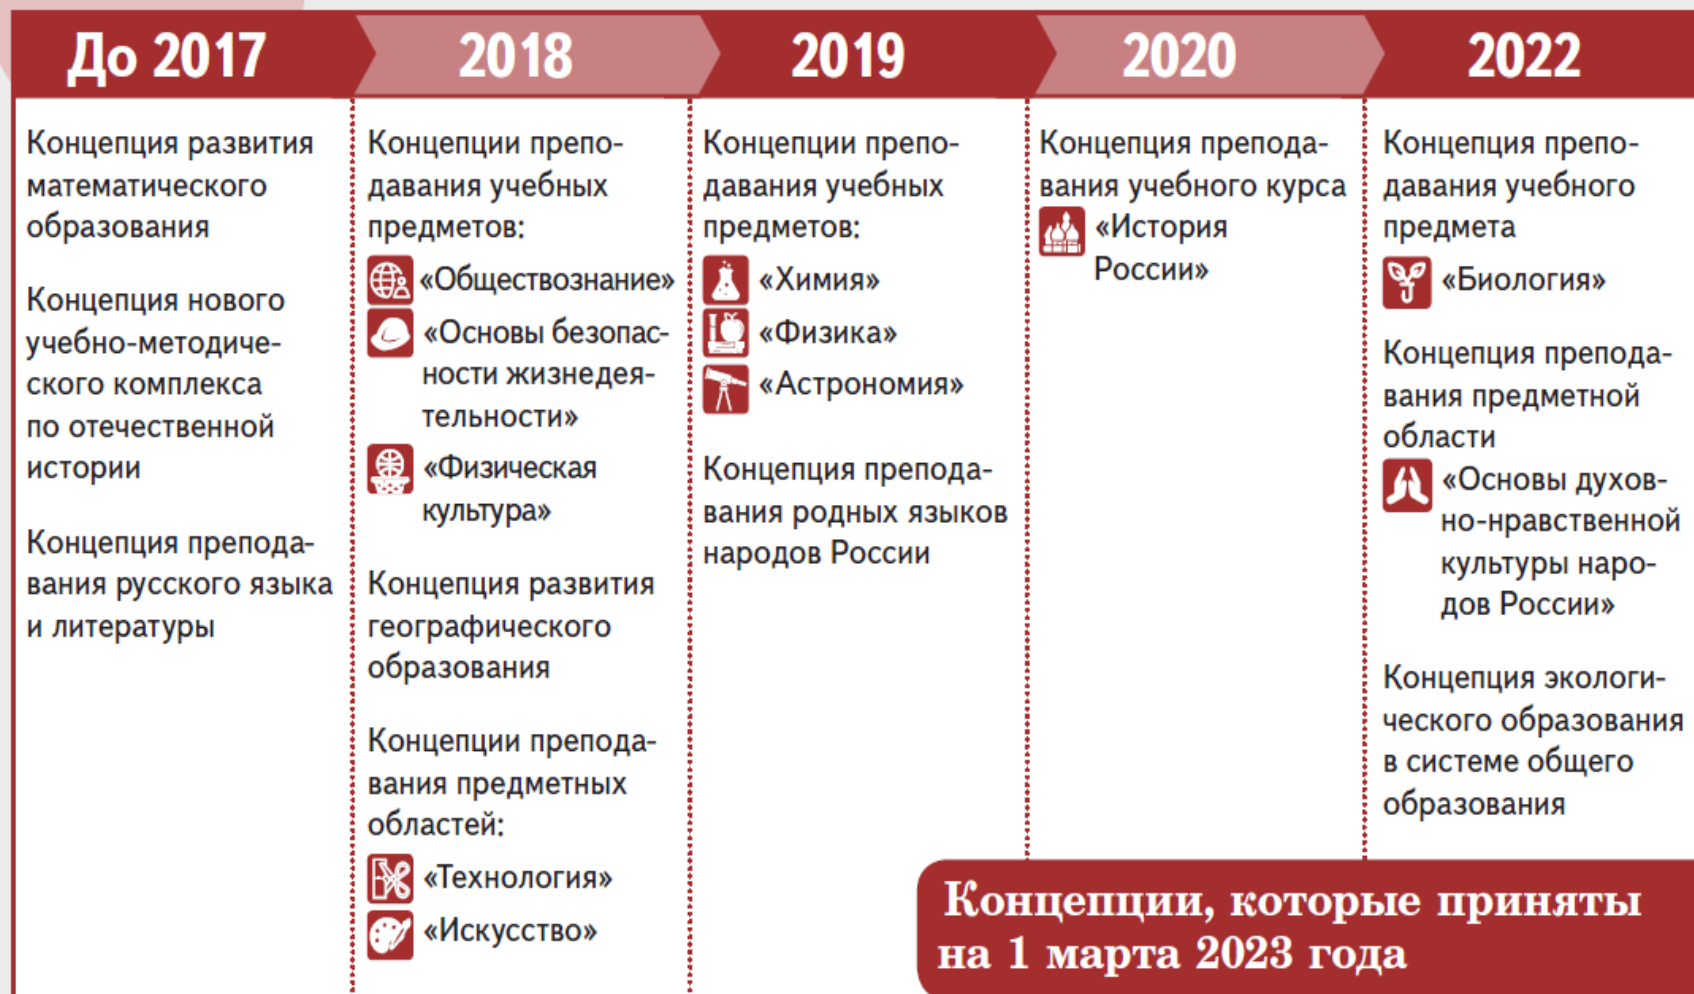 До 2017
Концепция развития
математического
образования
Концепция нового
учебно-методиче-
ского комплекса
по отечественной
истории
Концепция препода-
вания русского языка
и литературы
2018
Концепции препо-
давания учебных
предметов:
«Обществознание»
«Основы безопас-
ности жизнедея-
тельности»
«Физическая
культура»
Концепция развития
географического
образования
Концепции препода-
вания предметных
областей:
«Технология»
«Искусство»
2019
Концепции препо-
давания учебных
предметов:
«Химия»
«Физика»
«Астрономия»
Концепция препода-
вания родных языков
народов России
2020
Концепция препода-
вания учебного курса
«История
России»
2022
Концепция препо-
давания учебного
предмета
«Биология»
Концепция препода-
вания предметной
области
«Основы духов-
но-нравственной
культуры наро-
дов России»
Концепция экологи-
ческого образования
в системе общего
образования
Концепции, которые приняты
на 1 марта 2023 года